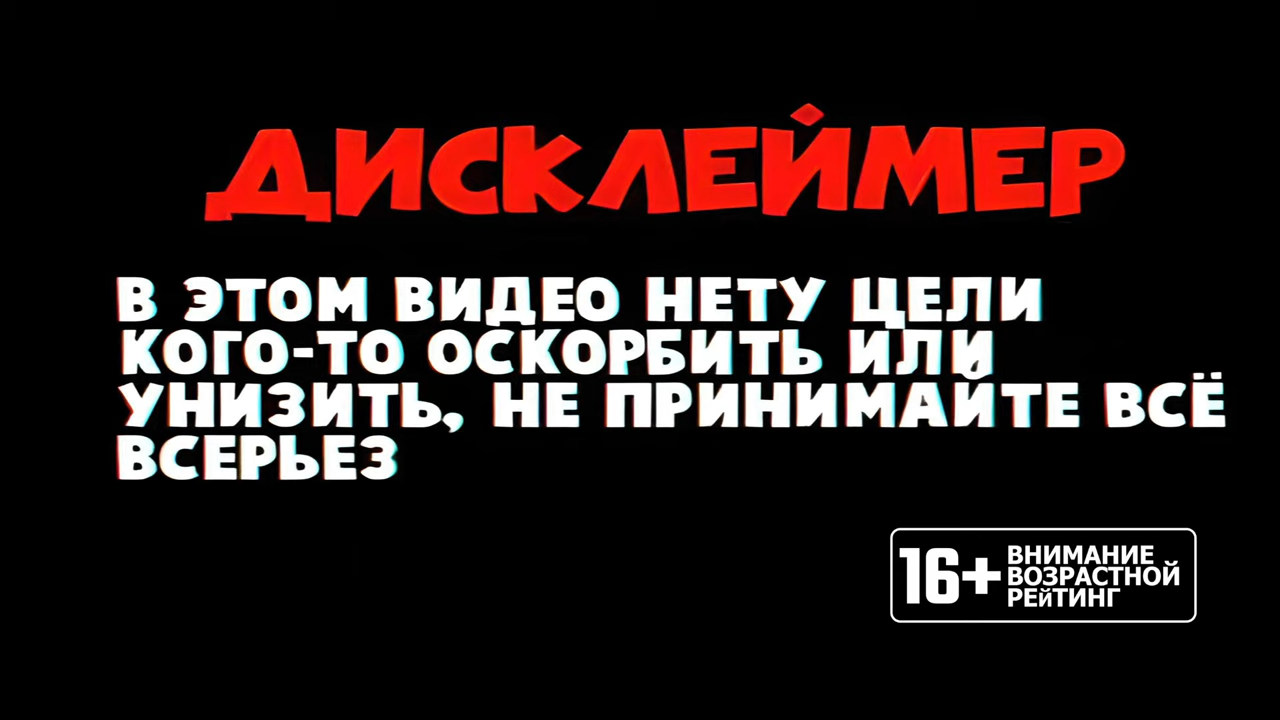 ДИСКЛЕЙМЕР
В ЭТОМ ВИДЕО НЕТУ ЦЕЛИ
КОГО-ТО ОСКОРБИТЬ ИЛИ
УНИЗИТЬ, НЕ ПРИНИМАЙТЕ ВСЁ
ВСЕРЬЕЗ
16+ ВНИМАНИЕ
ВОЗРАСТНОЙ
РЕйТИНГ